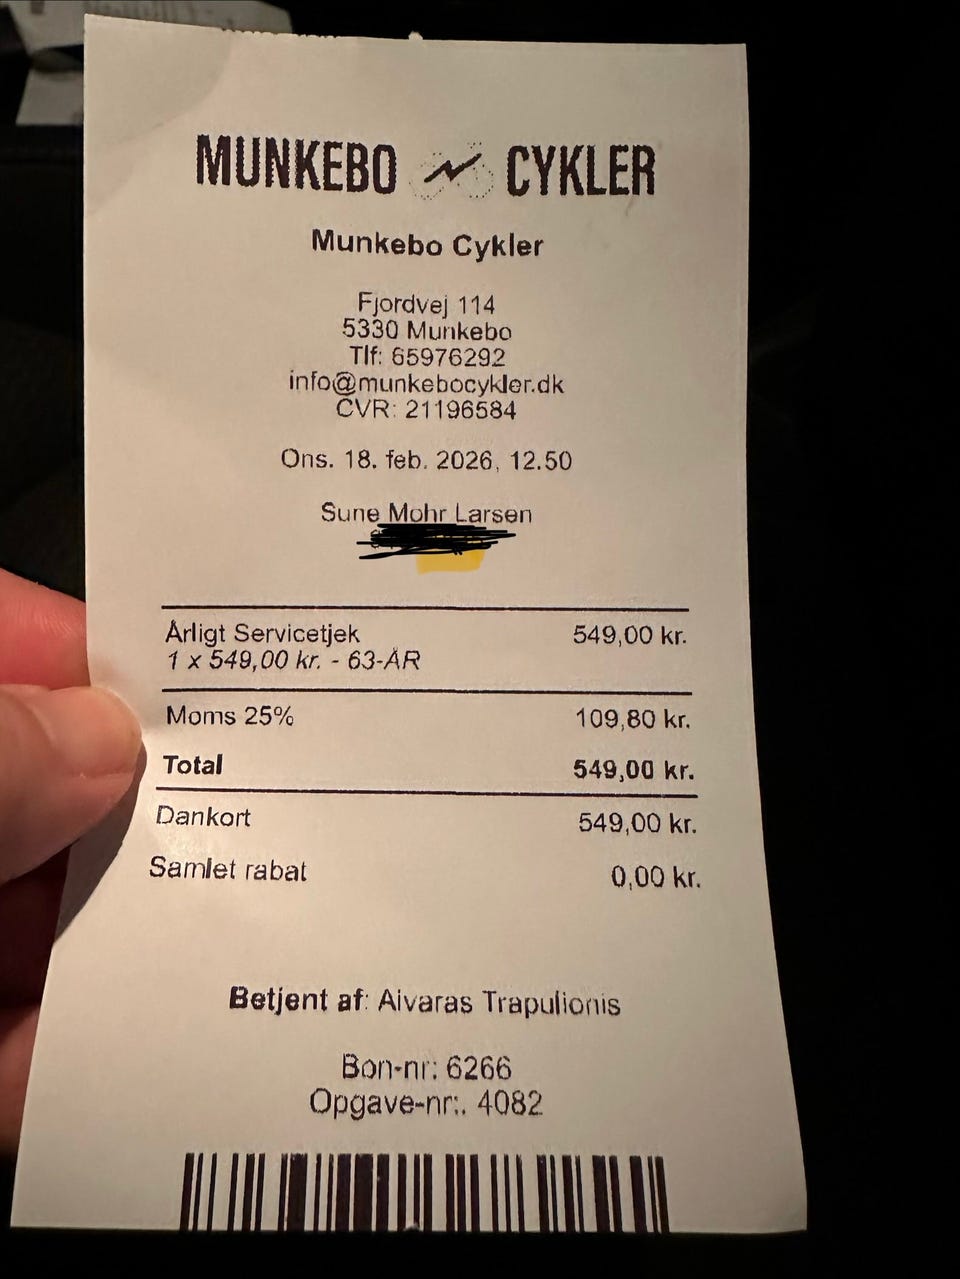 MUNKEBO CYKLER
Munkebo Cykler
Fjordvej 114
5330 Munkebo
Tlf: 65976292
info@munkebocykler.dk
CVR: 21196584
Ons. 18. feb. 2026, 12.50
Sune Mohr Larsen
Årligt Servicetjek 549,00 kr.
1 x 549,00 kr. - 63-ÅR
Moms 25% 109,80 kr.
Total 549,00 kr.
Dankort 549,00 kr.
Samlet rabat 0,00 kr.
Betjent af: Aivaras Trapulionis
Bon-nr: 6266
Opgave-nr:. 4082